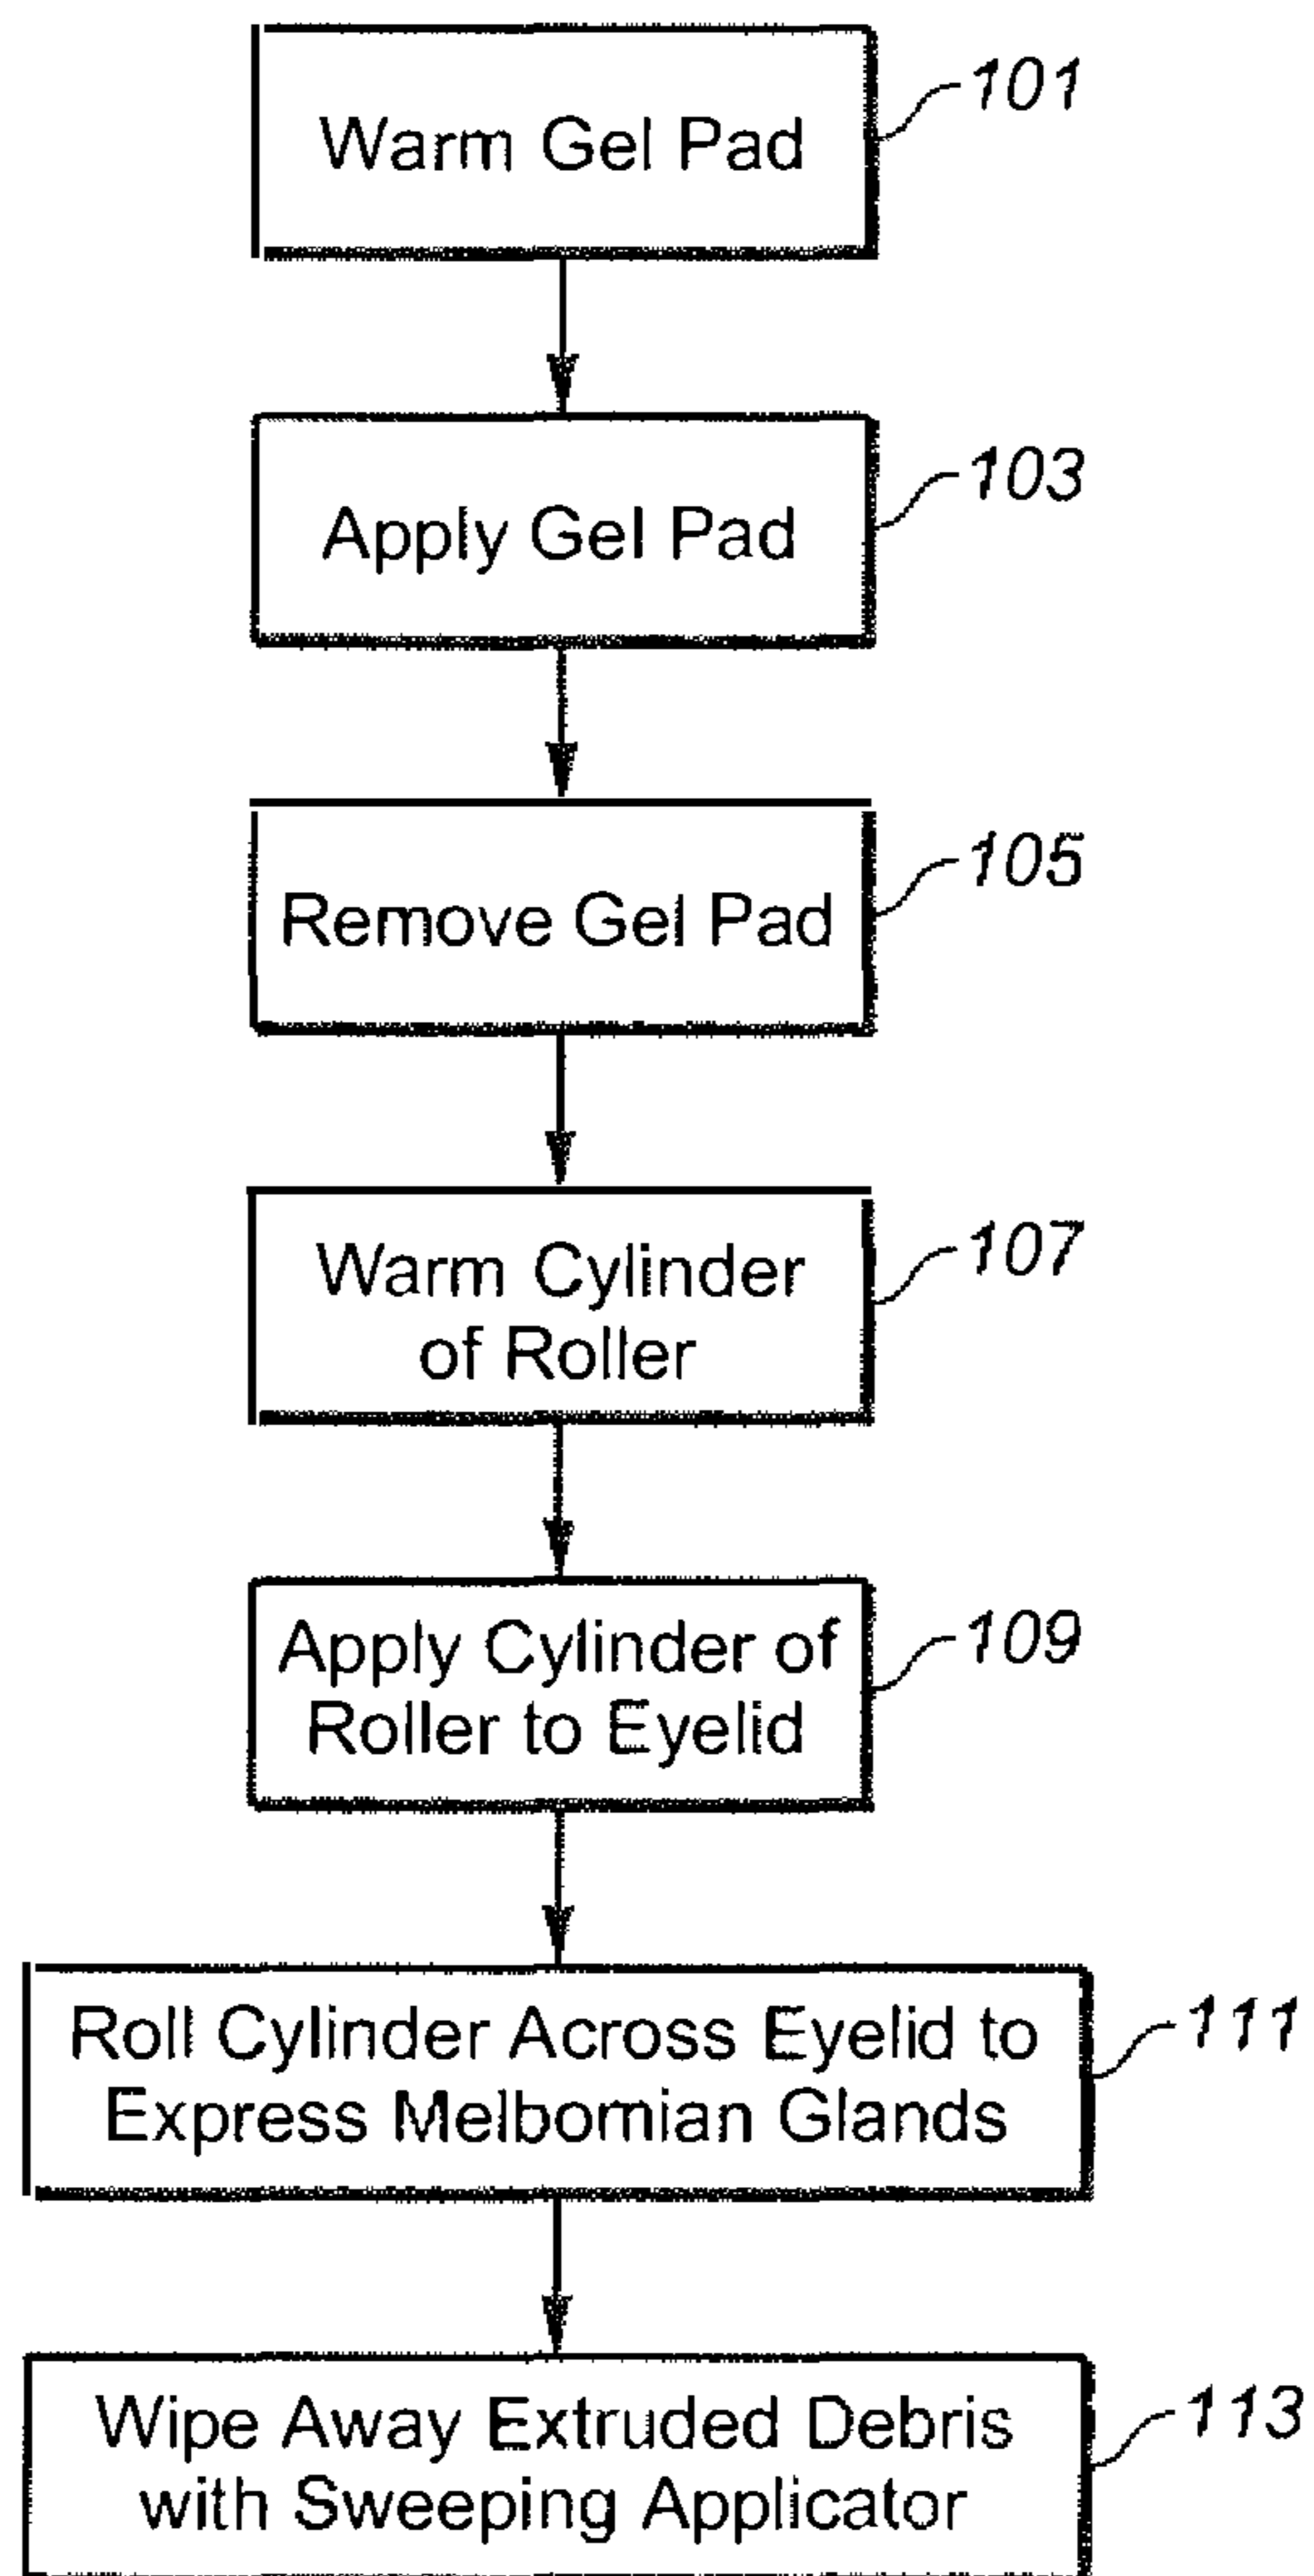 Warm Gel Pad
101
Apply Gel Pad
103
Remove Gel Pad
105
Warm Cylinder
of Roller
107
Apply Cylinder of
Roller to Eyelid
109
Roll Cylinder Across Eyelid to
Express Melbomian Glands
111
Wipe Away Extruded Debris
with Sweeping Applicator
113